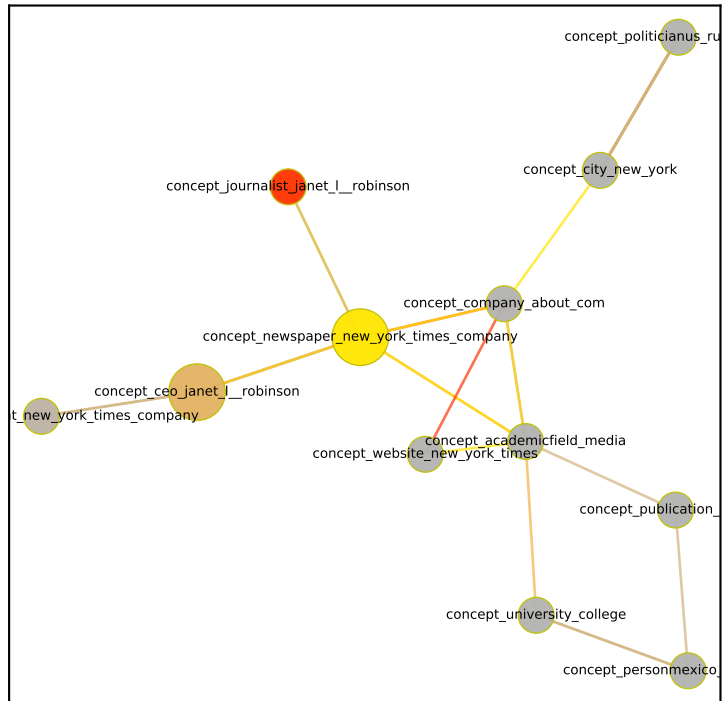 concept_politicianus_ru
concept_city_new_york
concept_journalist_janet_l__robinson
concept_company_about_com
concept_newspaper_new_york_times_company
concept_ceo_janet_l__robinson
t_new_york_times_company
concept_academicfield_media
concept_website_new_york_times
concept_publication_
concept_university_college
concept_personmexico_